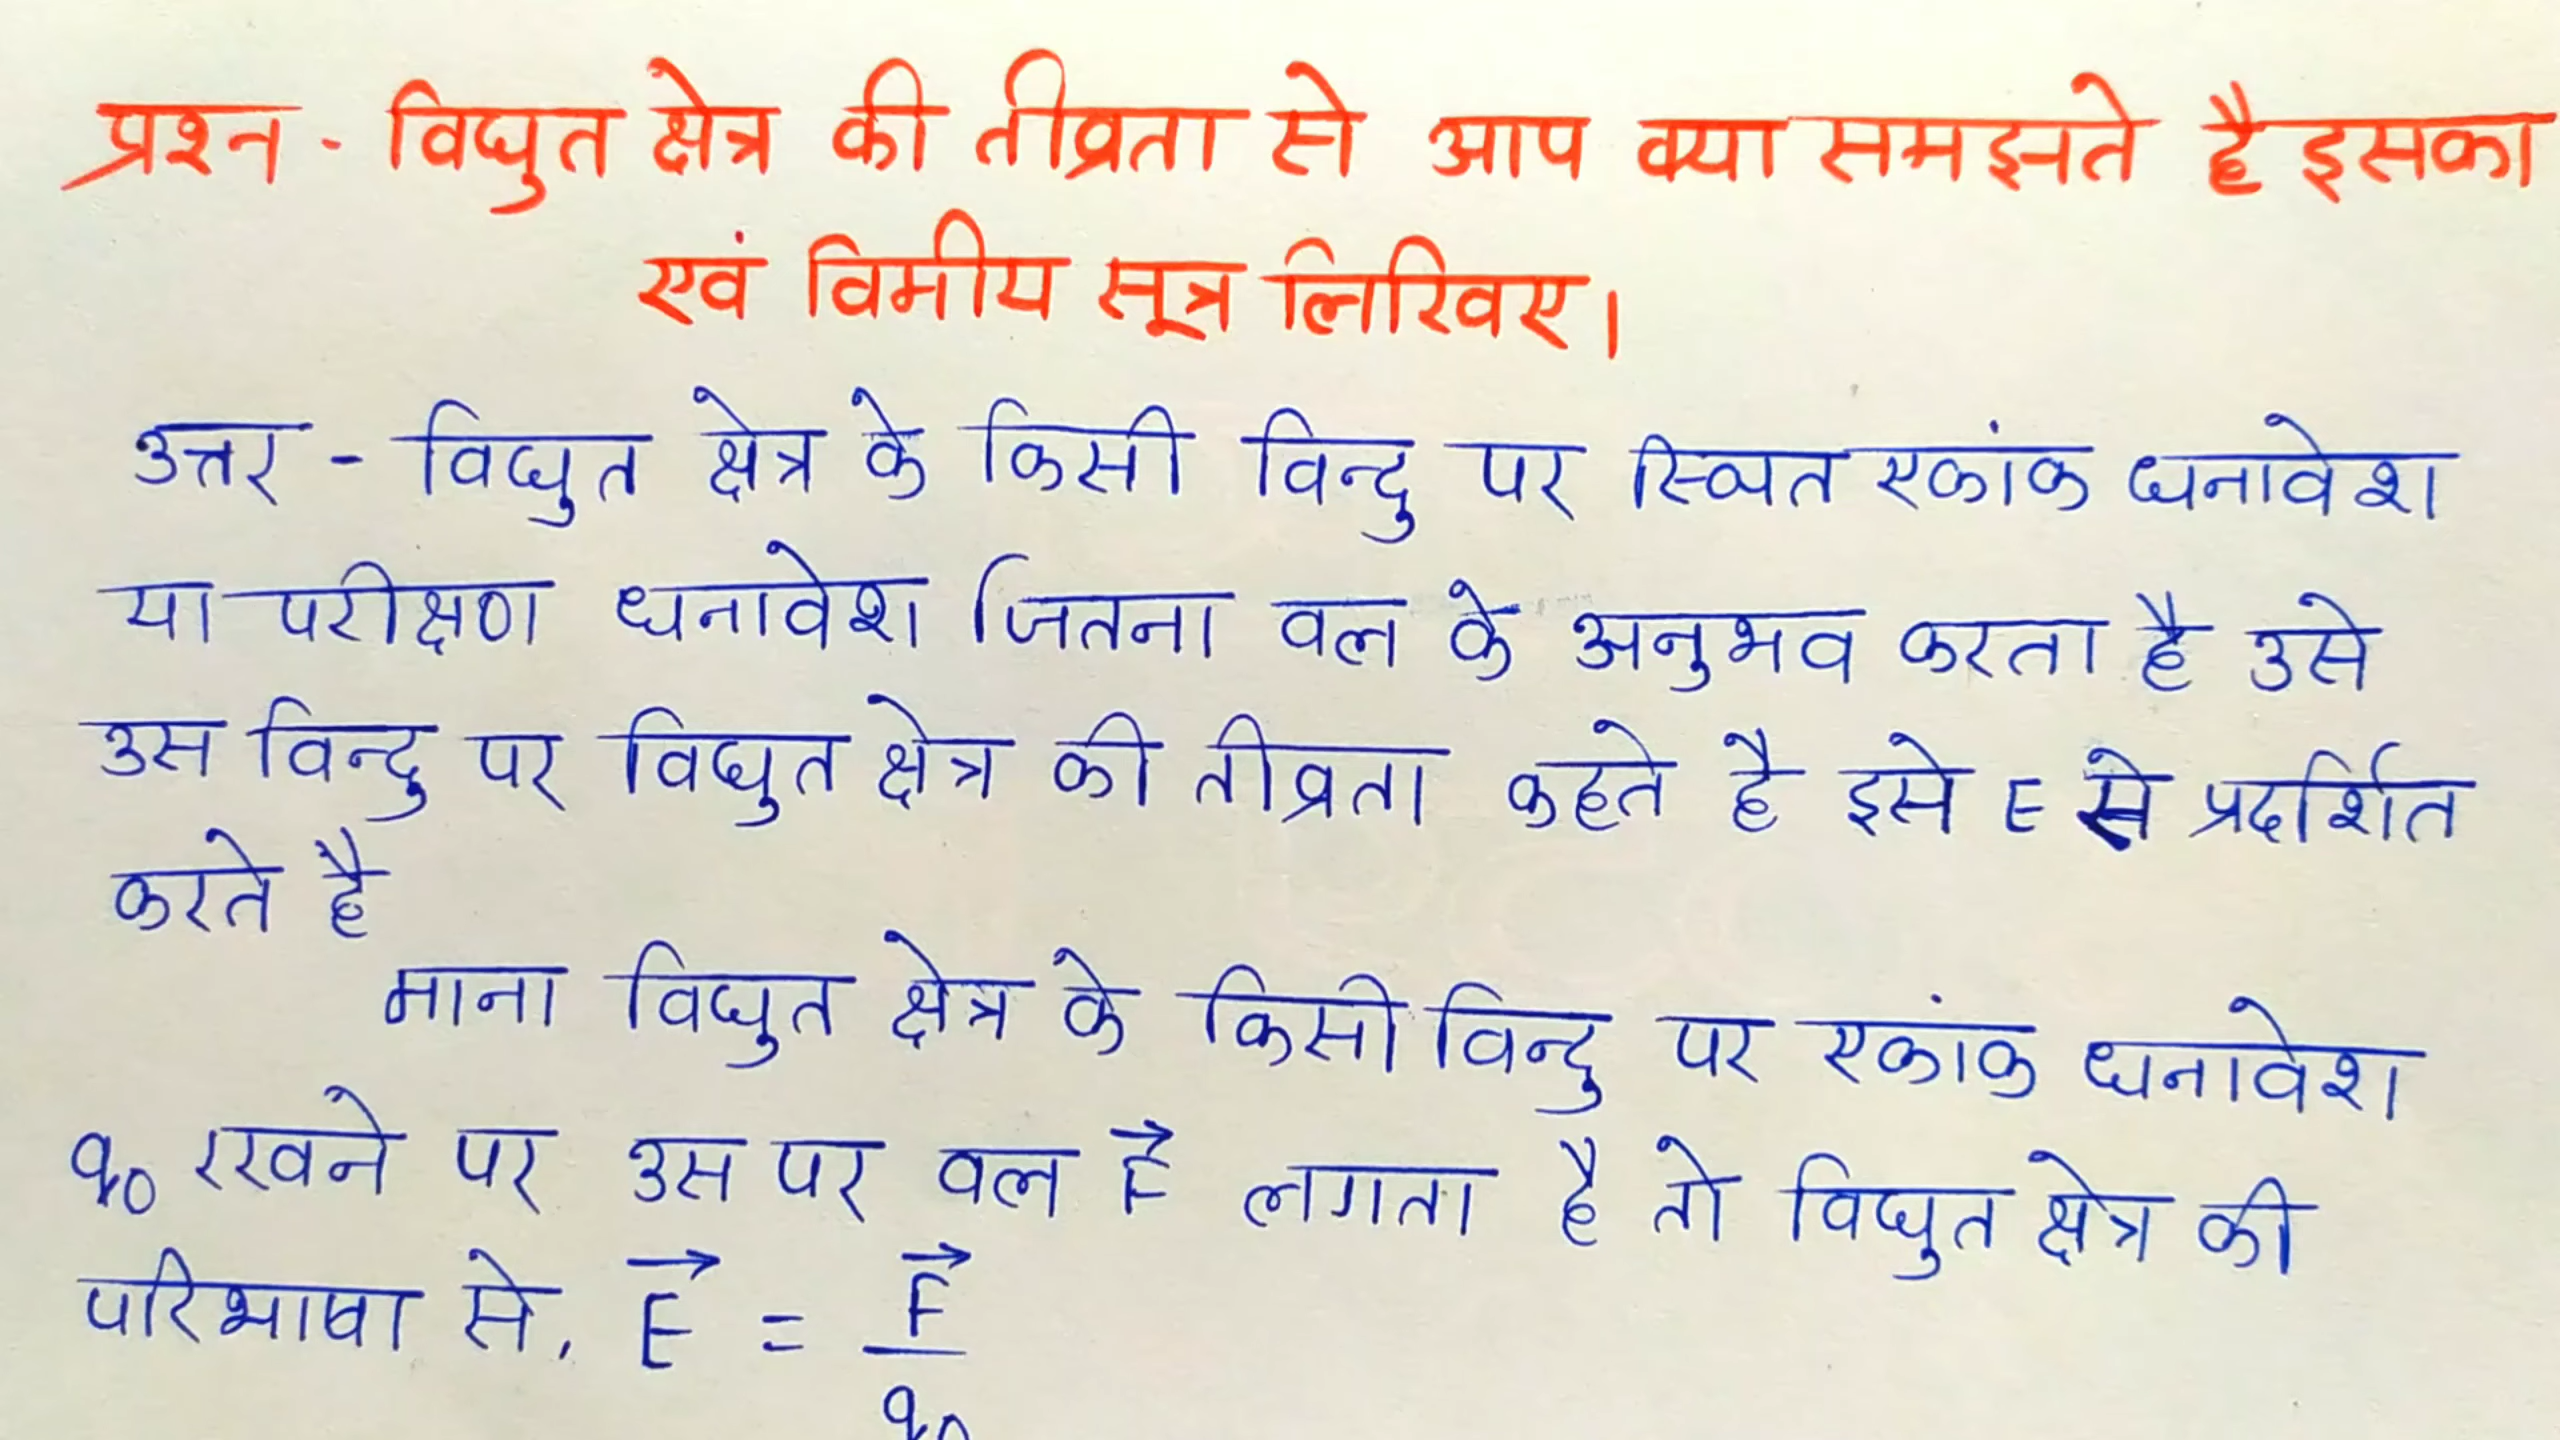 प्रश्न - विद्युत क्षेत्र की तीव्रता से आप क्या समझते है इसका
एवं विमीय सूत्र लिखिए।
उत्तर - विद्युत क्षेत्र के किसी विन्दु पर स्थित एकांक धनावेश
या परीक्षण धनावेश जितना वल के अनुभव करता है उसे
उस विन्दु पर विद्युत क्षेत्र की तीव्रता कहते है इसे E से प्रदर्शित
करते है
माना विद्युत क्षेत्र के किसी विन्दु पर एकांक धनावेश
q₀ रखने पर उस पर वल F⃗ लगता है तो विद्युत क्षेत्र की
परिभाषा से, E⃗ = F⃗ / q₀